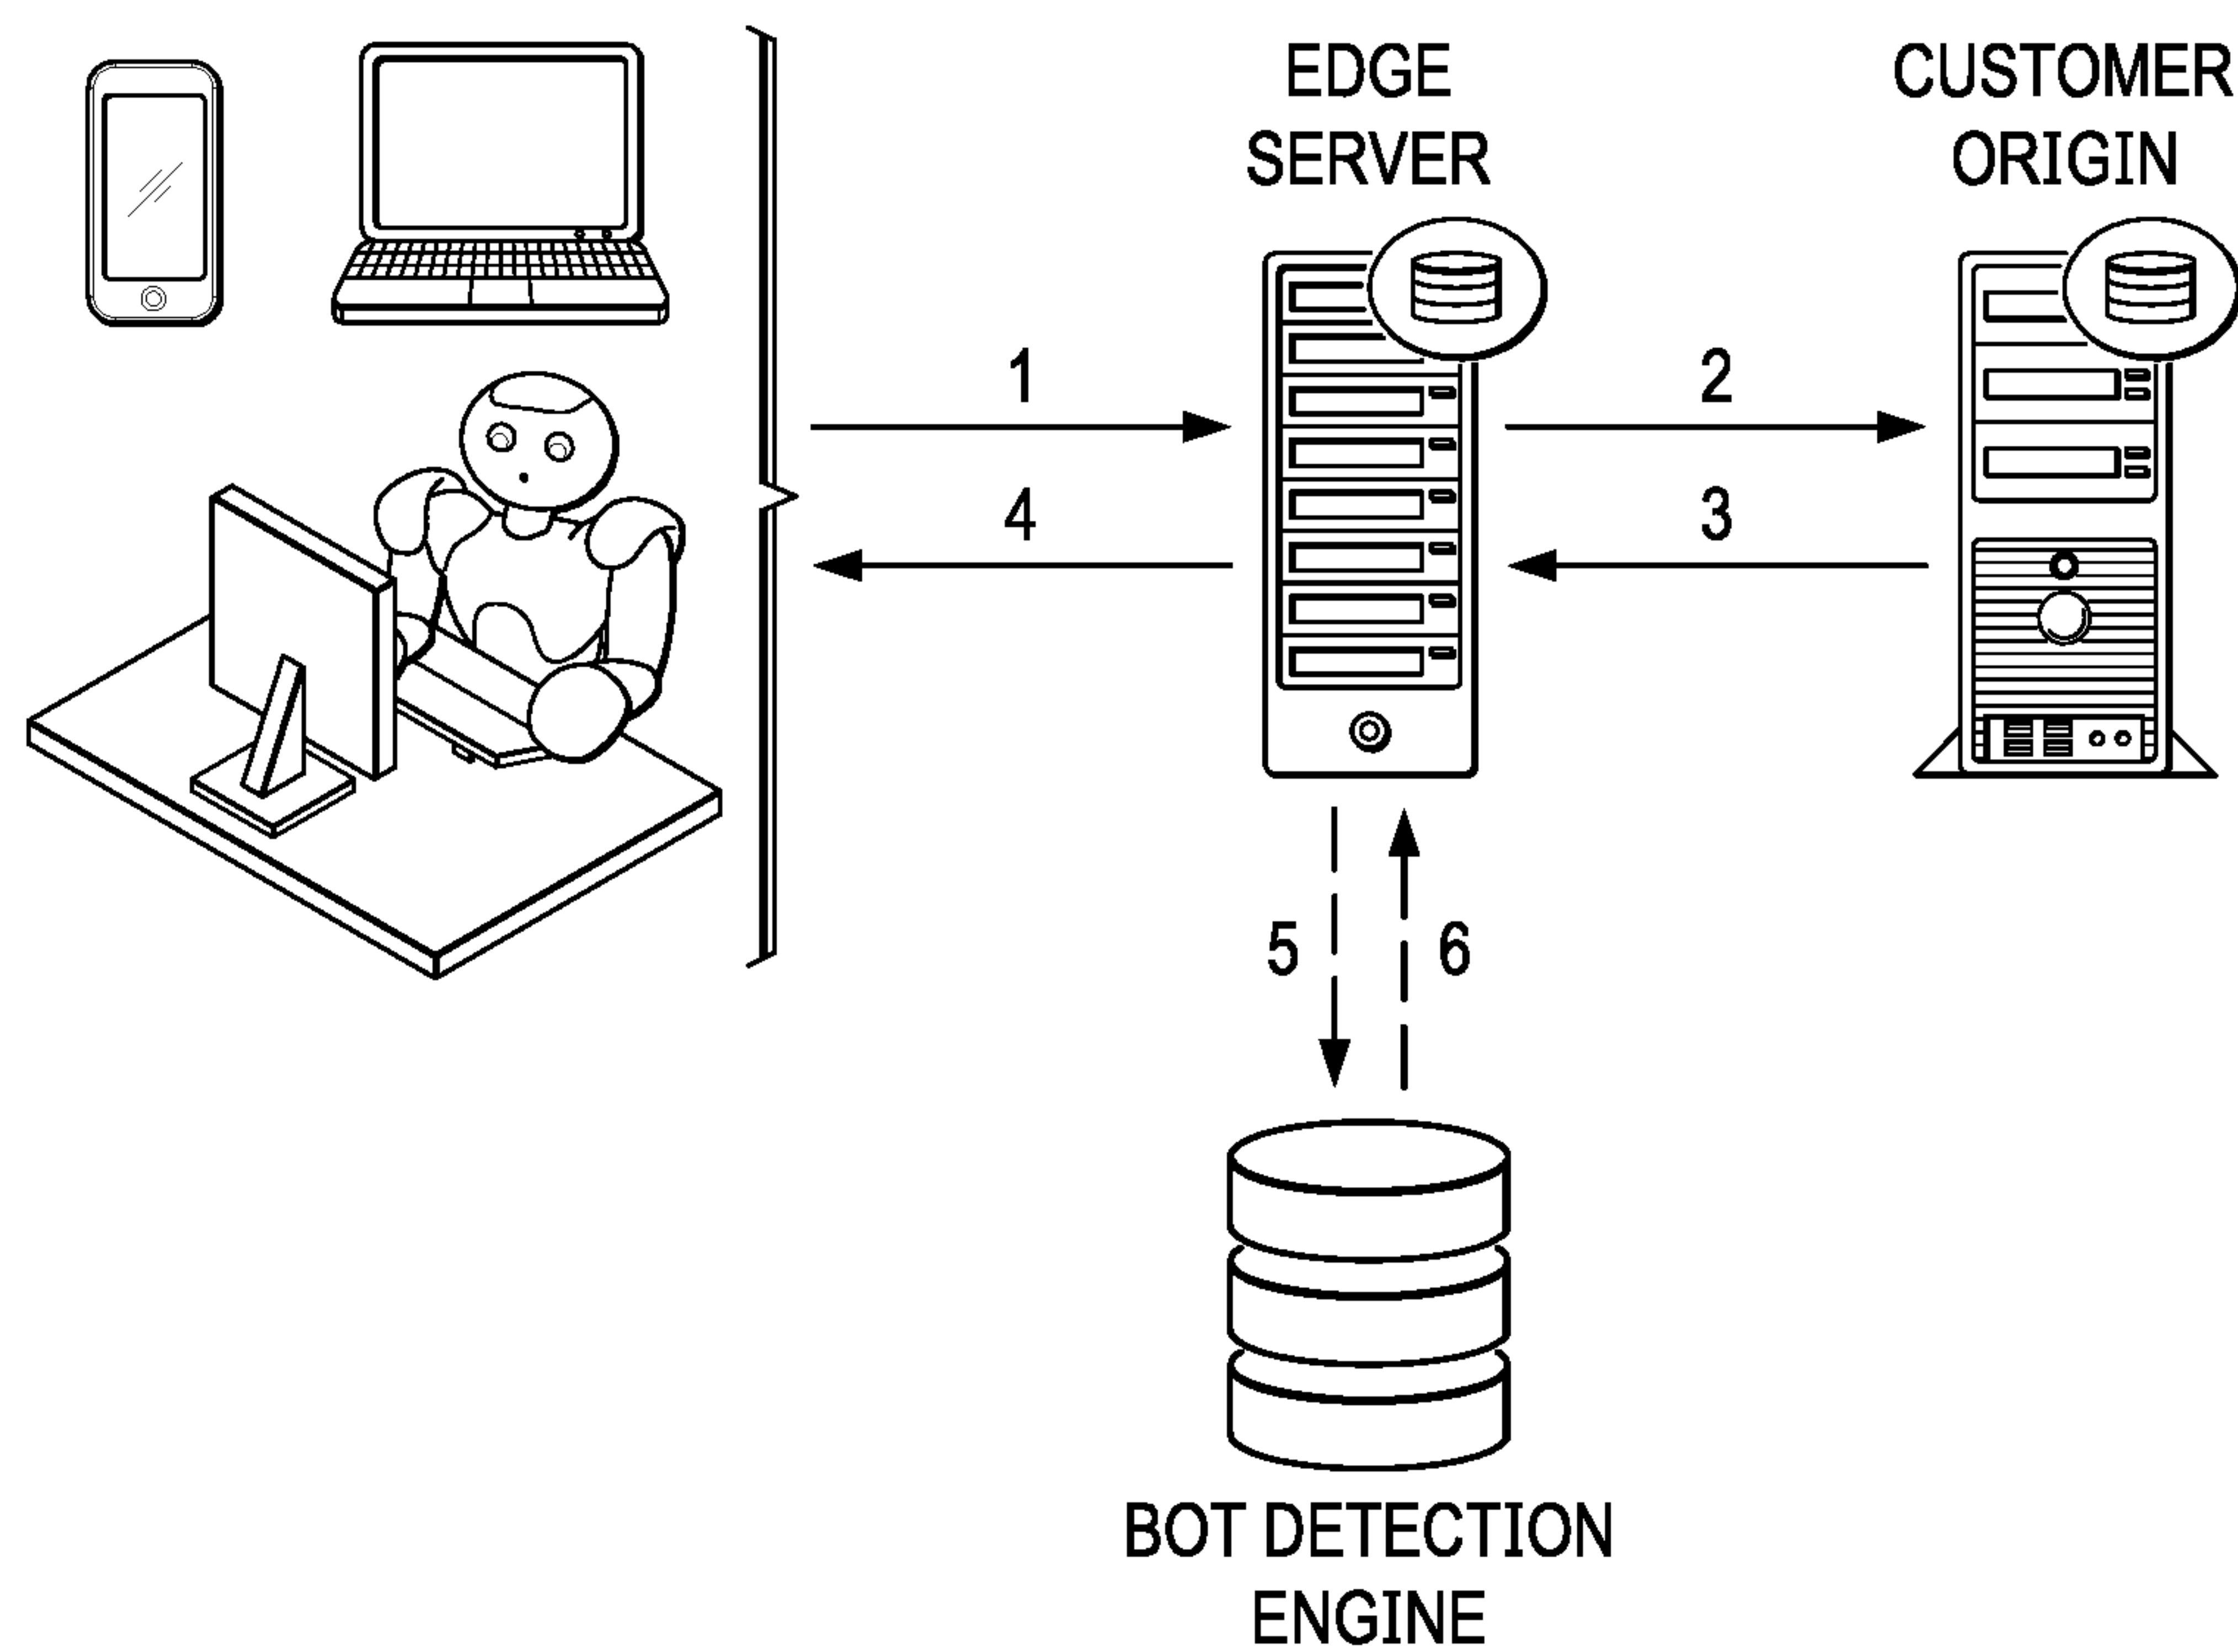 EDGE
SERVER
CUSTOMER
ORIGIN
1
2
4
3
5
6
BOT DETECTION
ENGINE